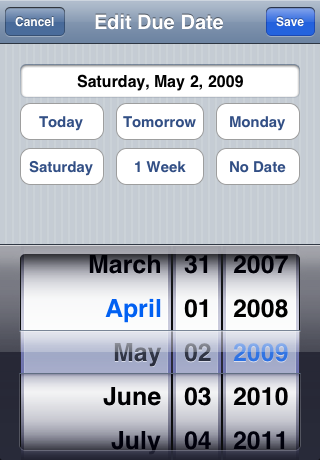 Cancel Edit Due Date Save
Saturday, May 2, 2009
Today Tomorrow Monday
Saturday 1 Week No Date
March 31 2007
April 01 2008
May 02 2009
June 03 2010
July 04 2011